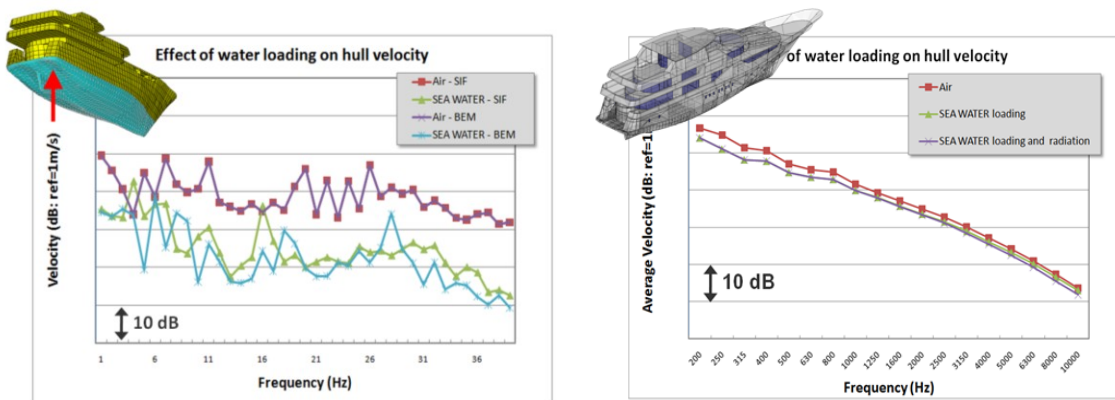 Effect of water loading on hull velocity
Air - SIF
SEA WATER - SIF
Air - BEM
SEA WATER - BEM
Velocity (dB: ref=1m/s)
10 dB
1 6 11 16 21 26 31 36
Frequency (Hz)
of water loading on hull velocity
Air
SEA WATER loading
SEA WATER loading and radiation
Average Velocity (dB: ref=1
10 dB
200 250 315 400 500 630 800 1000 1250 1600 2000 2500 3150 4000 5000 6300 8000 10000
Frequency (Hz)